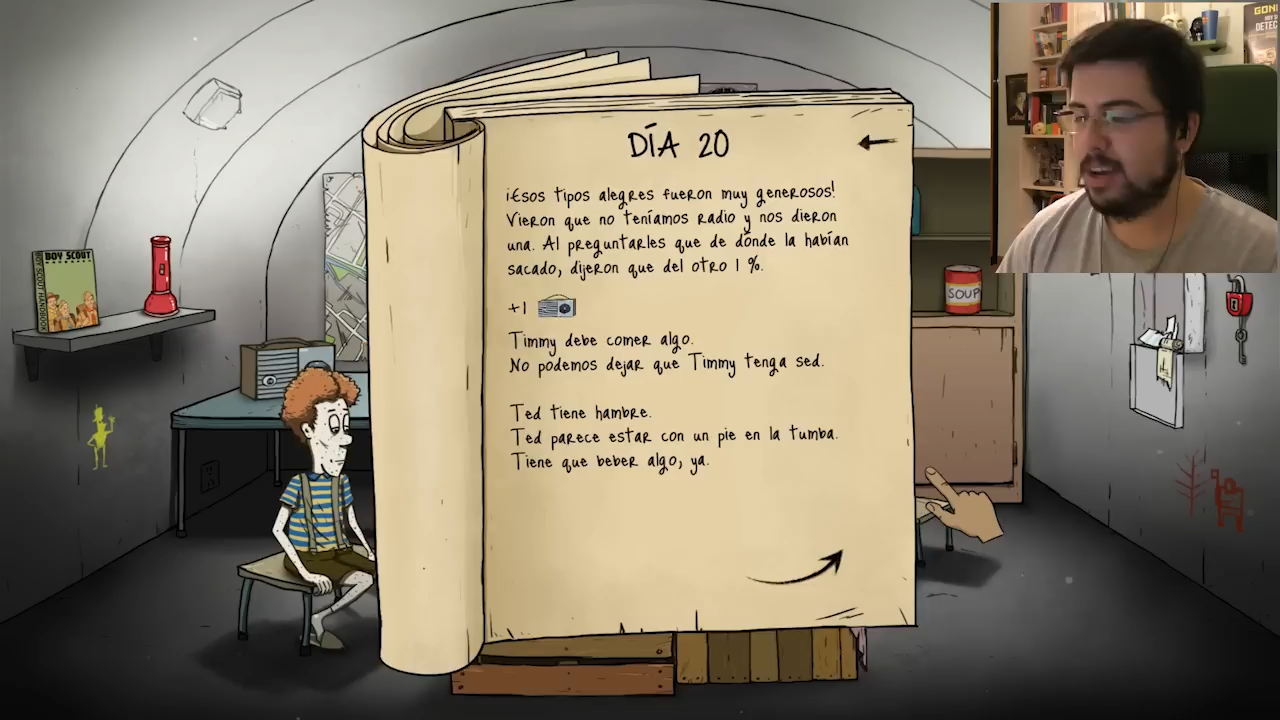 DÍA 20
¡Esos tipos alegres fueron muy generosos!
Vieron que no teníamos radio y nos dieron
una. Al preguntarles que de dónde la habían
sacado, dijeron que del otro 1 %.
+1
Timmy debe comer algo.
No podemos dejar que Timmy tenga sed.
Ted tiene hambre.
Ted parece estar con un pie en la tumba.
Tiene que beber algo, ya.
BOY SCOUT
BOY SCOUT HANDBOOK
SOUP